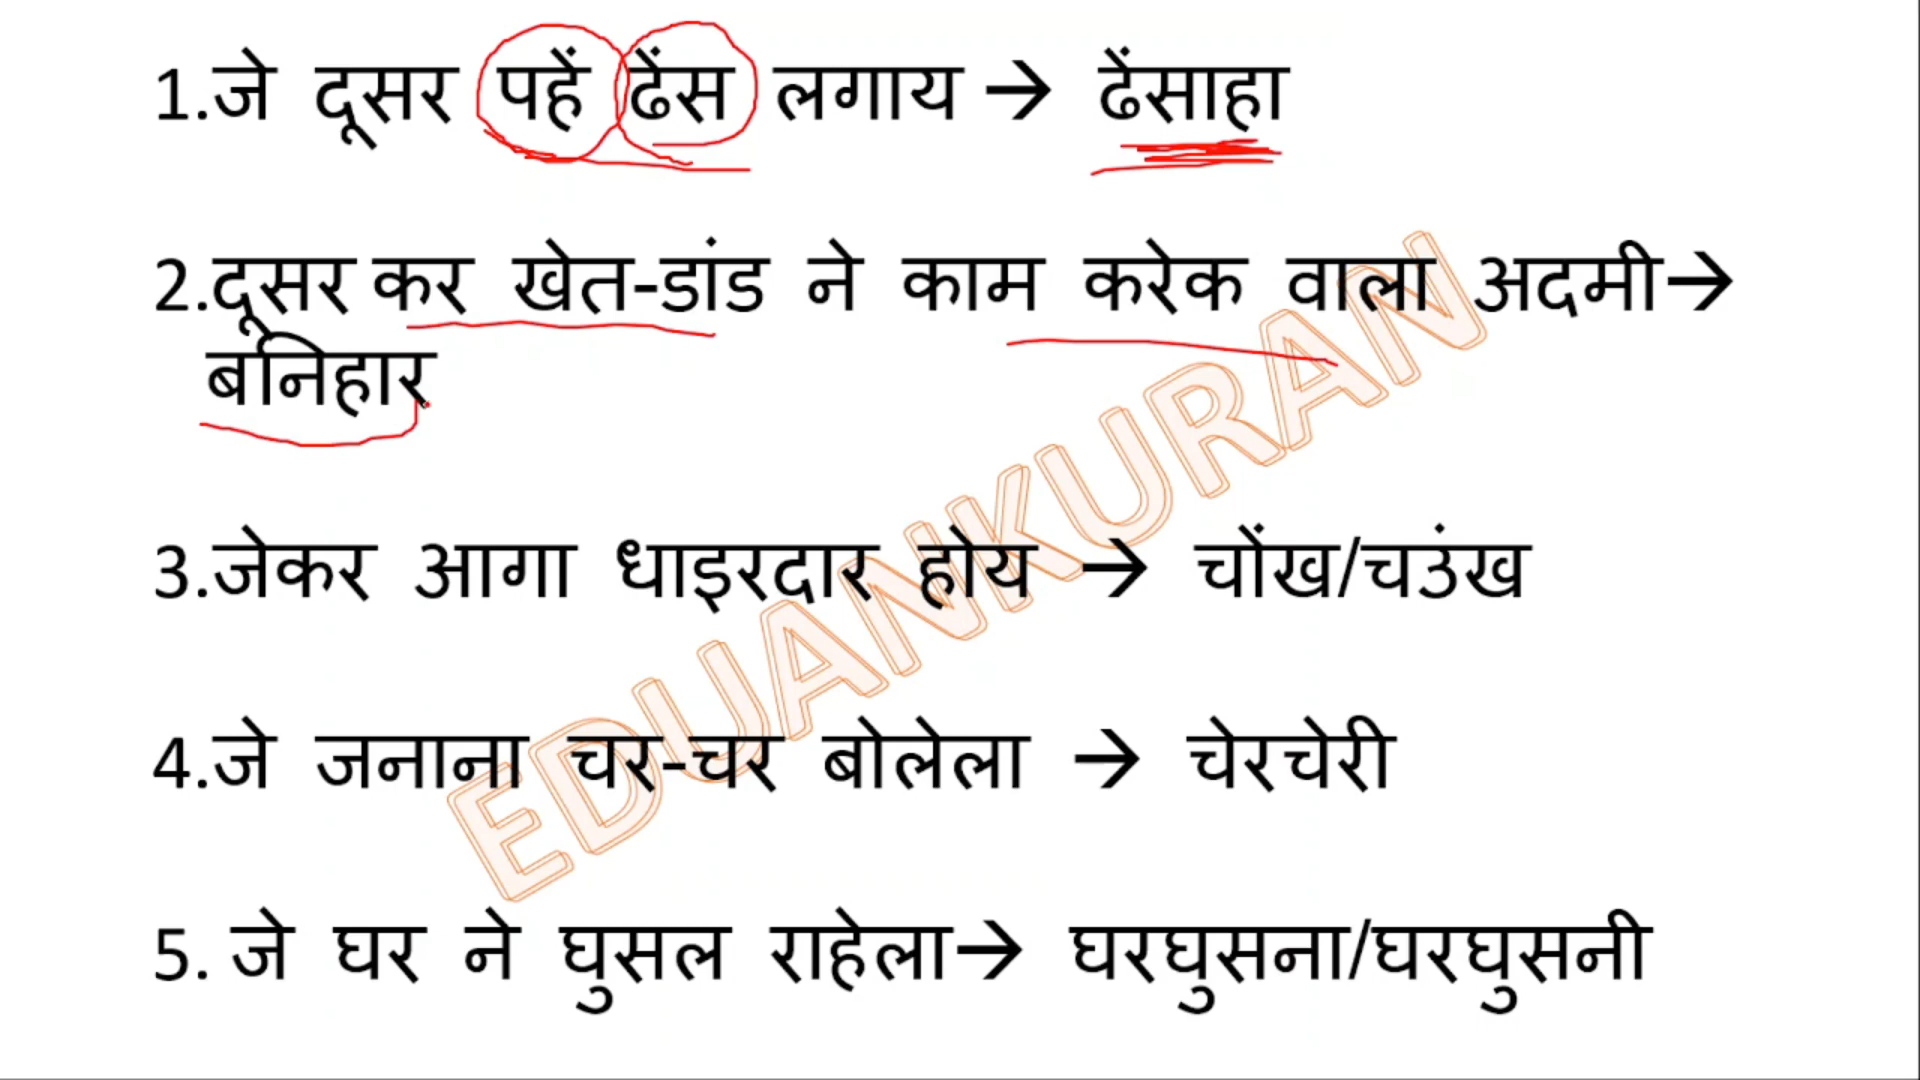 1.जे दूसर पहें ढेंस लगाय → ढेंसाहा
2.दूसर कर खेत-डांड ने काम करेक वाला अदमी→
बनिहार
3.जेकर आगा धाइरदार होय → चोंख/चउंख
4.जे जनाना चर-चर बोलेला → चेरचेरी
5. जे घर ने घुसल राहेला→ घरघुसना/घरघुसनी
EDUANKURAN